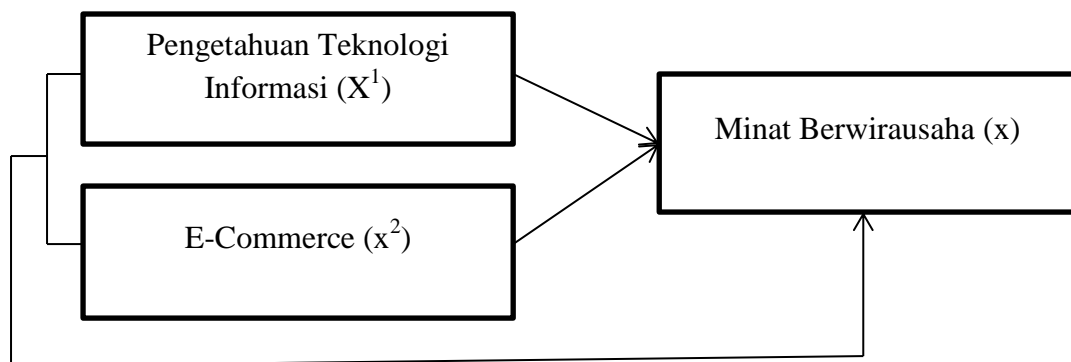 Pengetahuan Teknologi
Informasi (X¹)
Minat Berwirausaha (x)
E-Commerce (x²)